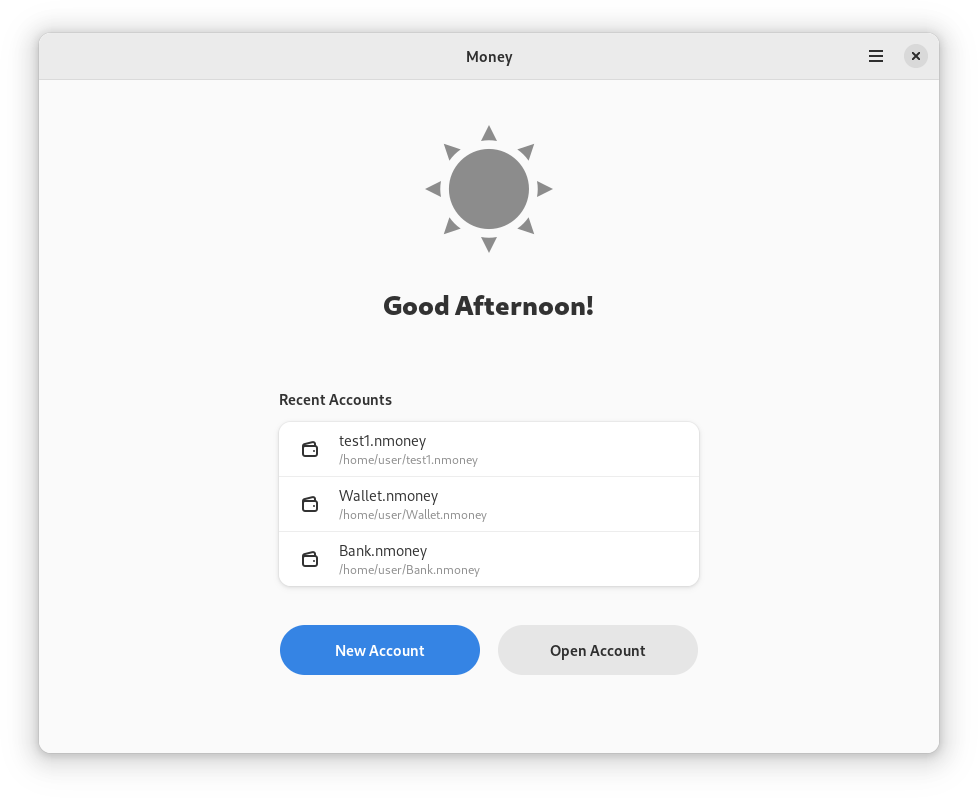 Money
Good Afternoon!
Recent Accounts
test1.nmoney
/home/user/test1.nmoney
Wallet.nmoney
/home/user/Wallet.nmoney
Bank.nmoney
/home/user/Bank.nmoney
New Account
Open Account